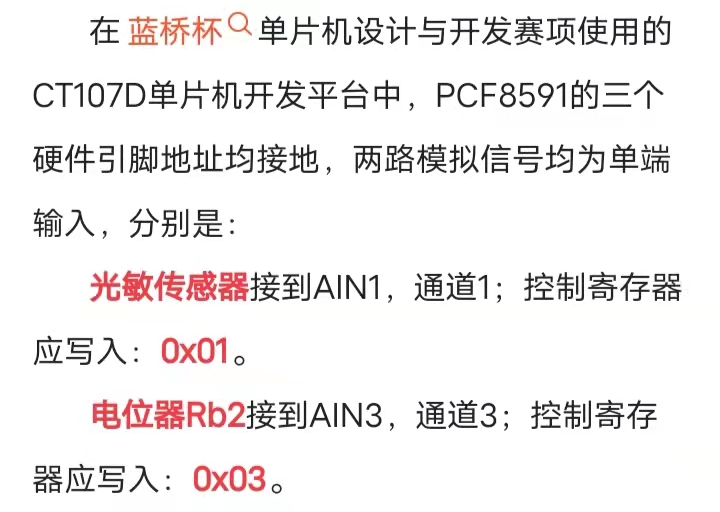 在 蓝桥杯 单片机设计与开发赛项使用的
CT107D单片机开发平台中，PCF8591的三个
硬件引脚地址均接地，两路模拟信号均为单端
输入，分别是：
光敏传感器接到AIN1，通道1；控制寄存器
应写入：0x01。
电位器Rb2接到AIN3，通道3；控制寄存
器应写入：0x03。